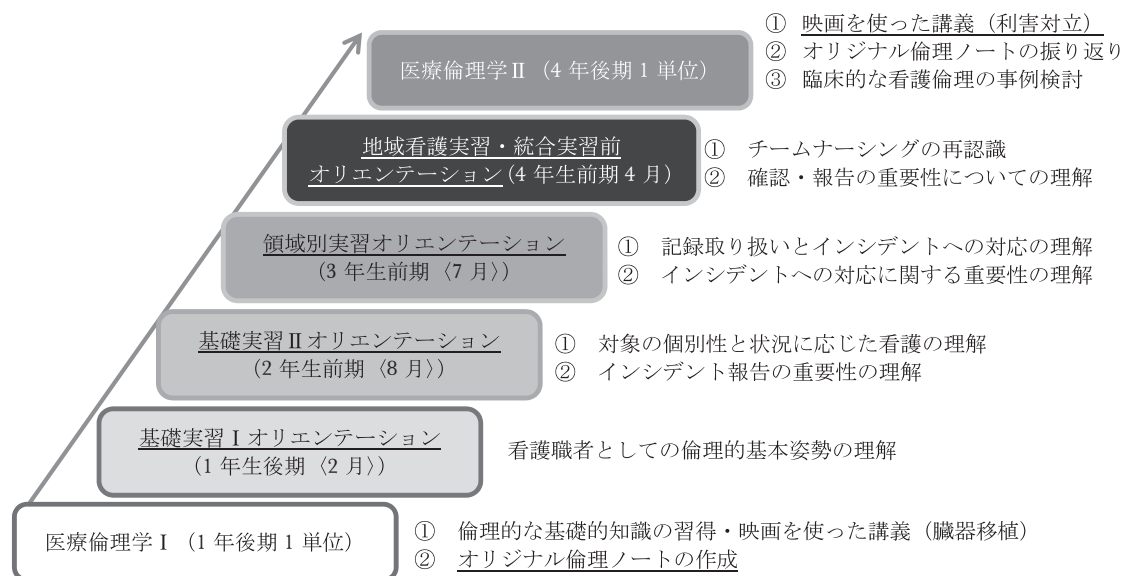 ① 映画を使った講義（利害対立）
② オリジナル倫理ノートの振り返り
③ 臨床的な看護倫理の事例検討
医療倫理学Ⅱ（4 年後期 1 単位）
地域看護実習・統合実習前
オリエンテーション（4 年生前期 4 月）
① チームナーシングの再認識
② 確認・報告の重要性についての理解
領域別実習オリエンテーション
（3 年生前期〈7 月〉）
① 記録取り扱いとインシデントへの対応の理解
② インシデントへの対応に関する重要性の理解
基礎実習Ⅱオリエンテーション
（2 年生前期〈8 月〉）
① 対象の個別性と状況に応じた看護の理解
② インシデント報告の重要性の理解
基礎実習Ⅰオリエンテーション
（1 年生後期〈2 月〉）
看護職者としての倫理的基本姿勢の理解
医療倫理学Ⅰ（1 年後期 1 単位）
① 倫理的な基礎的知識の習得・映画を使った講義（臓器移植）
② オリジナル倫理ノートの作成